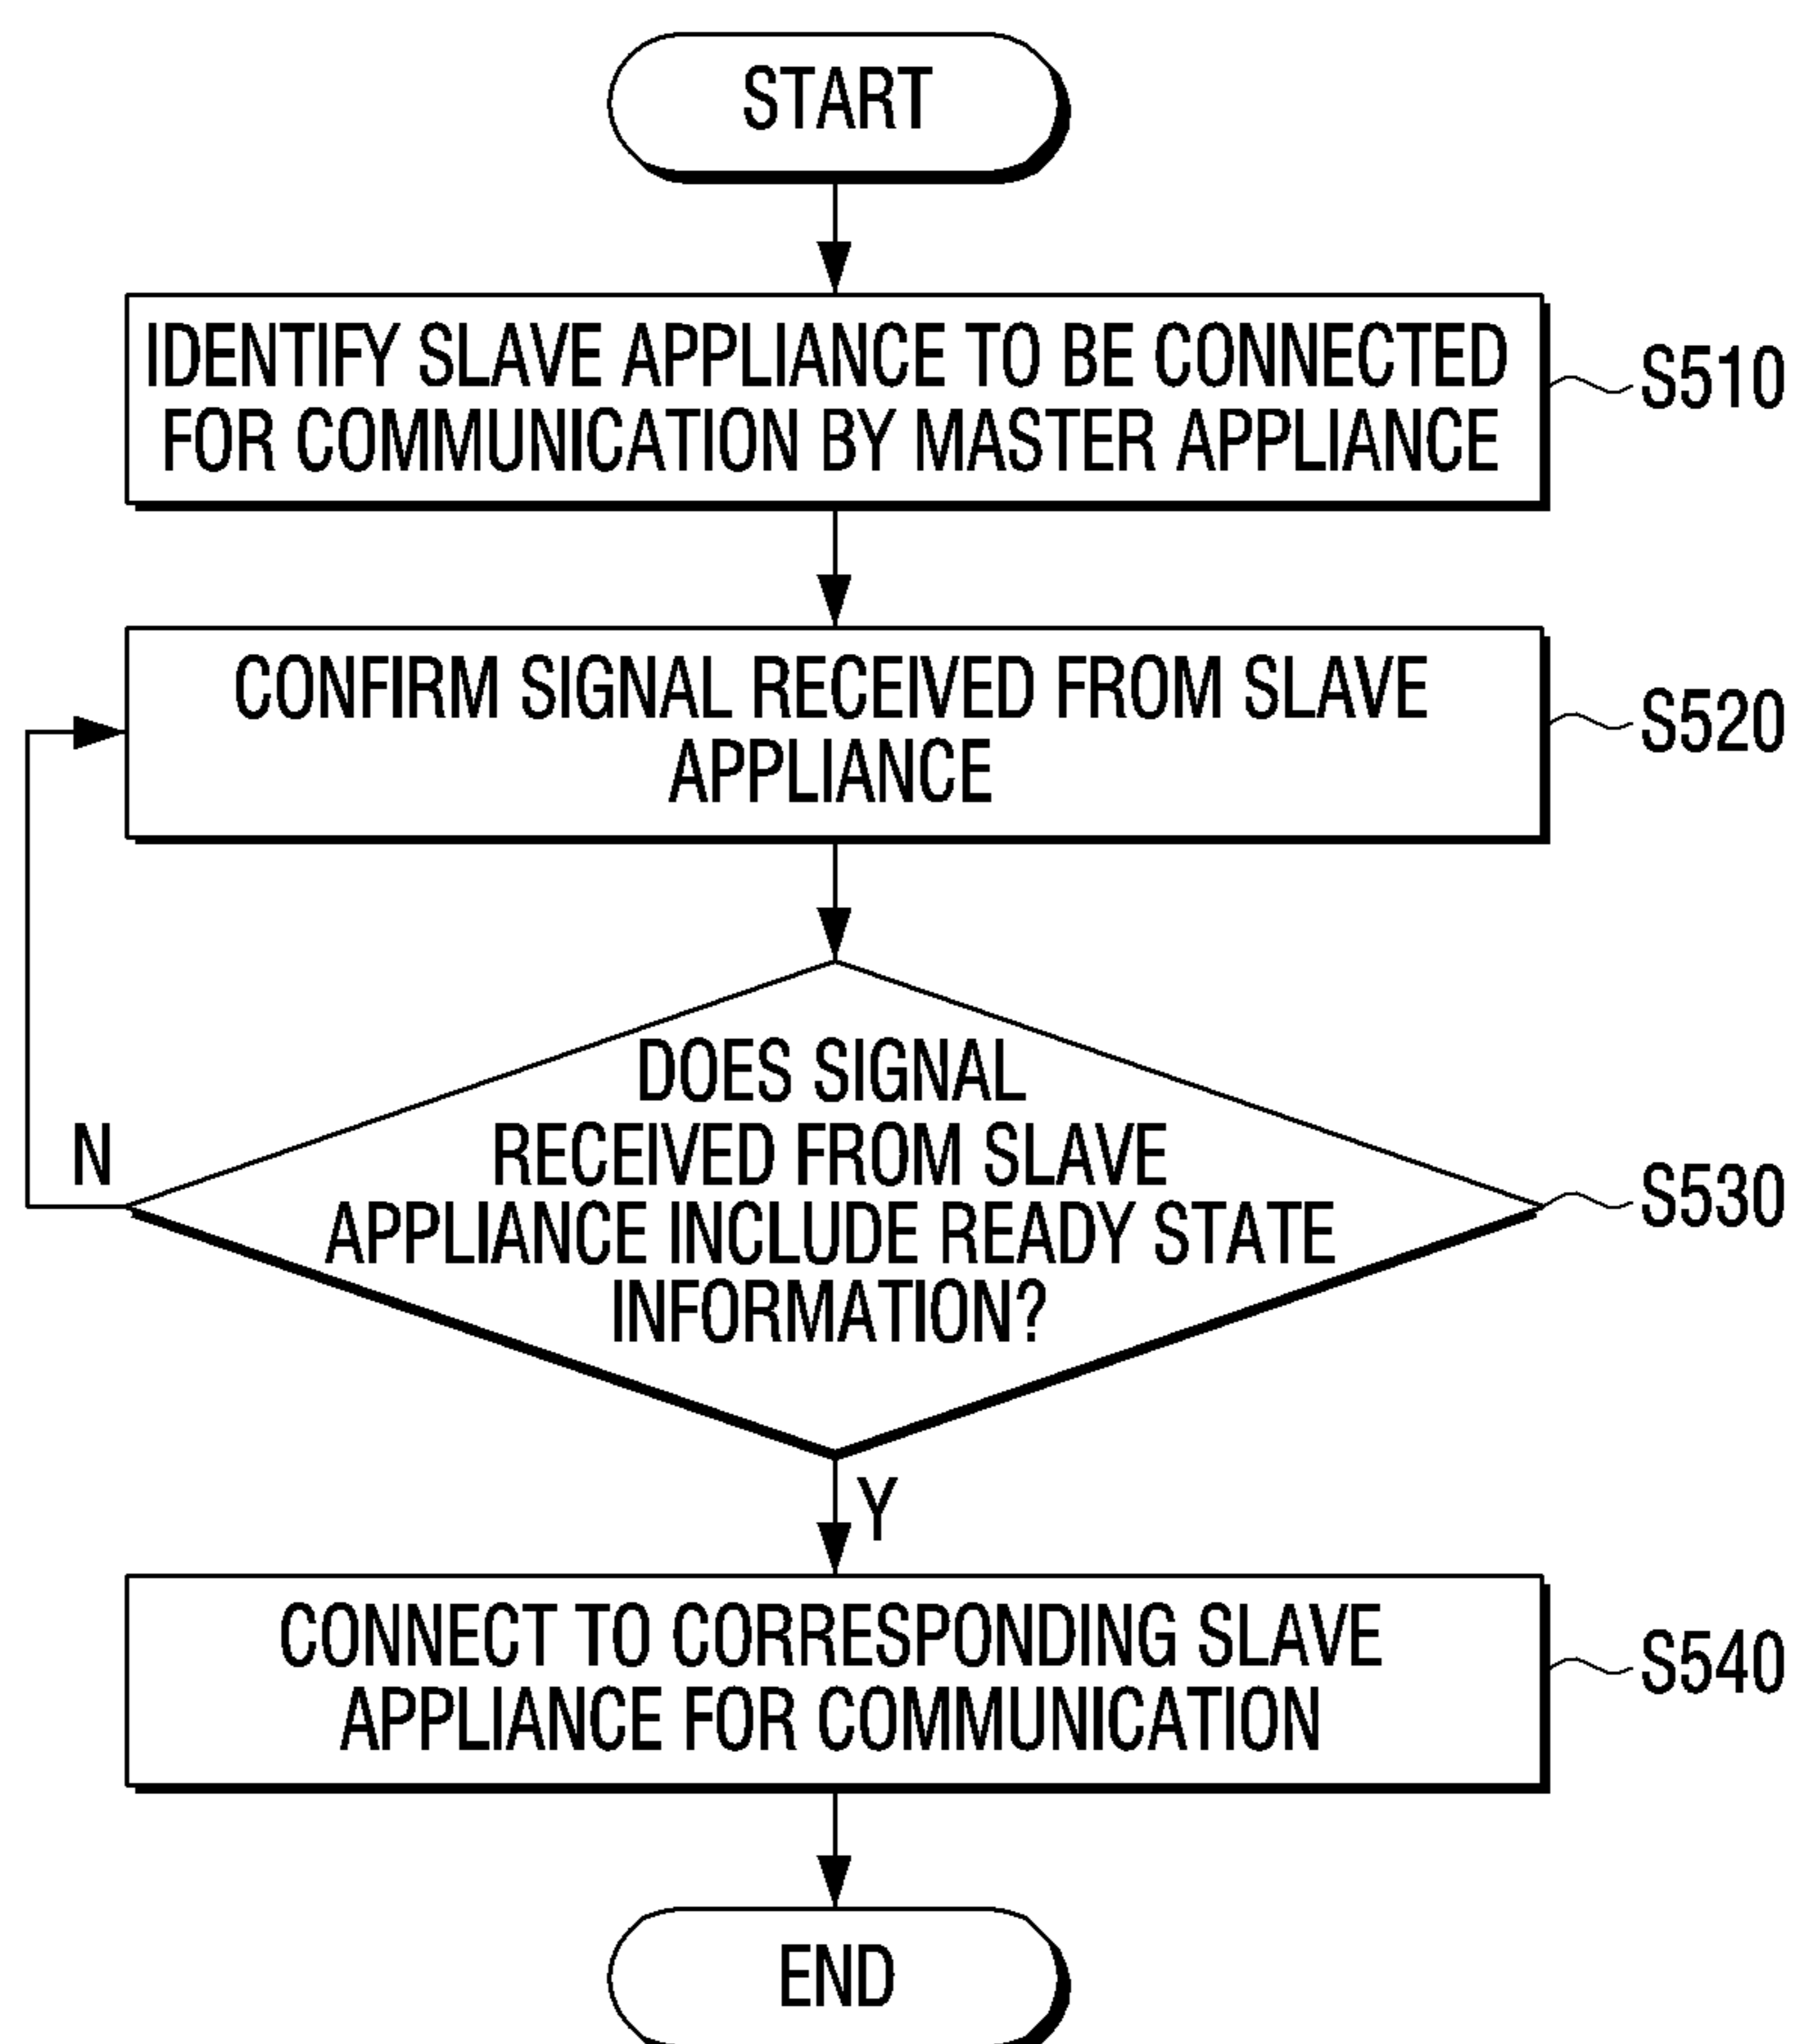 START
IDENTIFY SLAVE APPLIANCE TO BE CONNECTED
FOR COMMUNICATION BY MASTER APPLIANCE
S510
CONFIRM SIGNAL RECEIVED FROM SLAVE
APPLIANCE
S520
DOES SIGNAL
RECEIVED FROM SLAVE
APPLIANCE INCLUDE READY STATE
INFORMATION?
S530
N
Y
CONNECT TO CORRESPONDING SLAVE
APPLIANCE FOR COMMUNICATION
S540
END